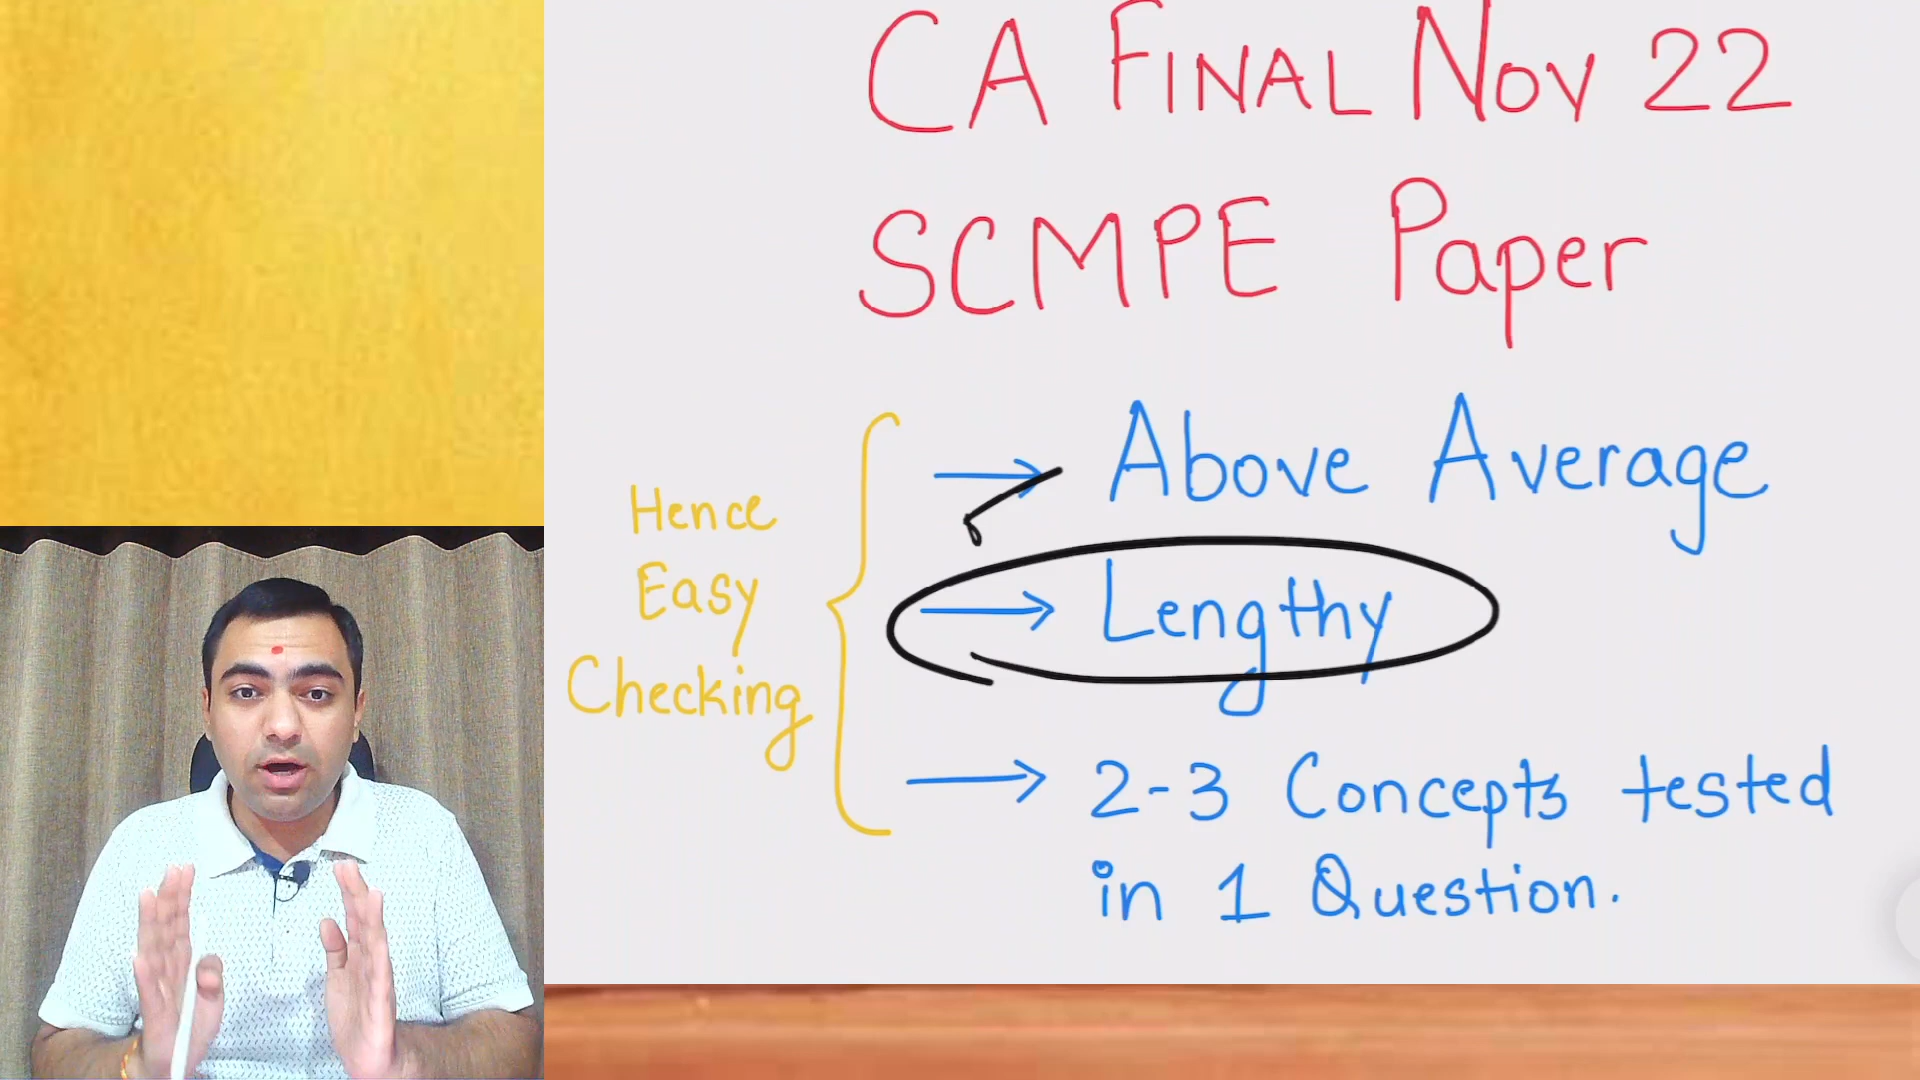 CA FINAL Nov 22
SCMPE Paper
Hence
Easy
Checking
→ Above Average
→ Lengthy
→ 2-3 Concepts tested
in 1 Question.